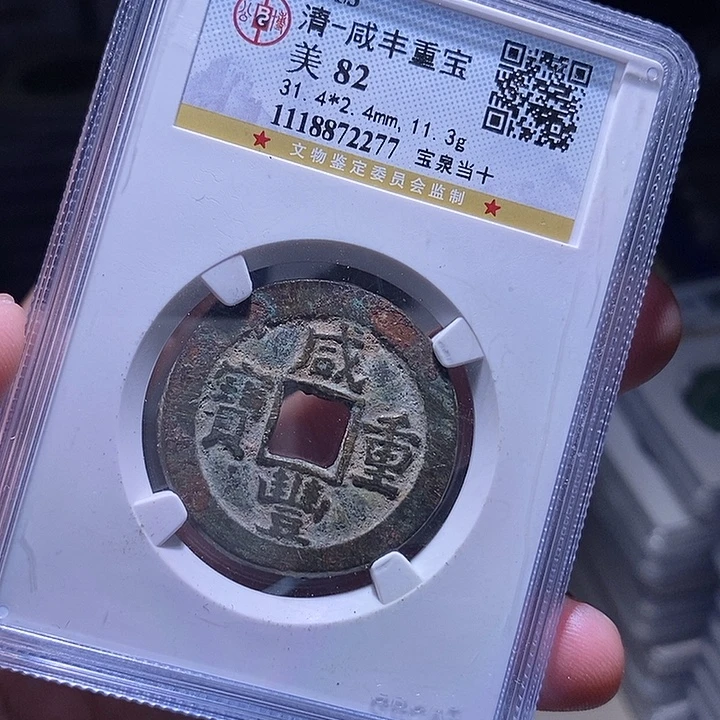 清-咸丰重宝
美 82
31. 4*2. 4mm, 11. 3g
1118872277 宝泉当十
文物鉴定委员会监制
咸豐重寶